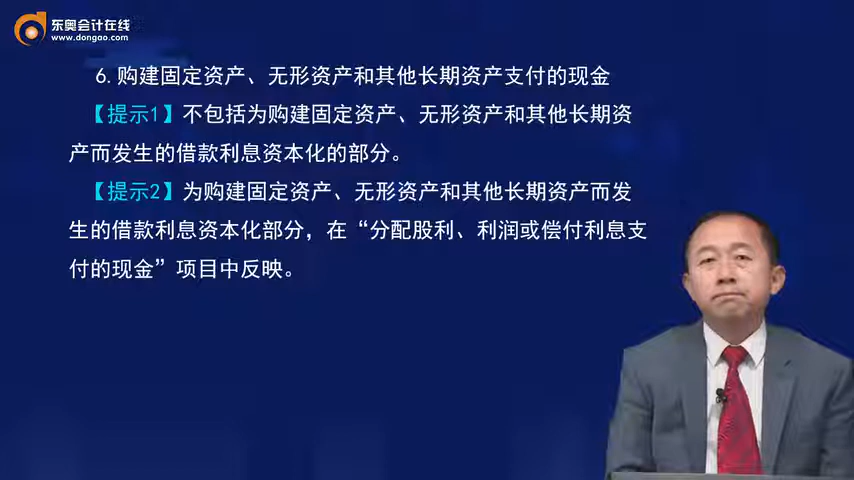 东奥会计在线
www.dongao.com
6.购建固定资产、无形资产和其他长期资产支付的现金
【提示1】不包括为购建固定资产、无形资产和其他长期资
产而发生的借款利息资本化的部分。
【提示2】为购建固定资产、无形资产和其他长期资产而发
生的借款利息资本化部分，在“分配股利、利润或偿付利息支
付的现金”项目中反映。